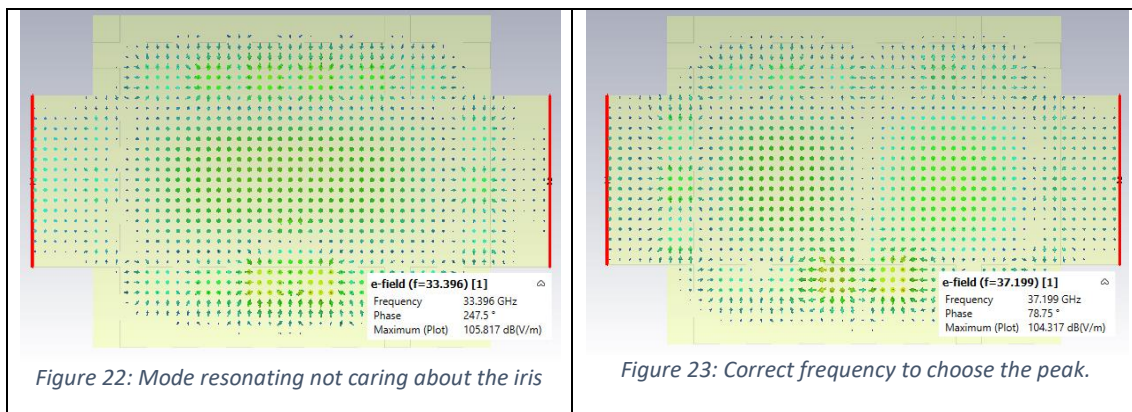 e-field (f=33.396) [1]
Frequency 33.396 GHz
Phase 247.5 °
Maximum (Plot) 105.817 dB(V/m)
Figure 22: Mode resonating not caring about the iris
e-field (f=37.199) [1]
Frequency 37.199 GHz
Phase 78.75 °
Maximum (Plot) 104.317 dB(V/m)
Figure 23: Correct frequency to choose the peak.